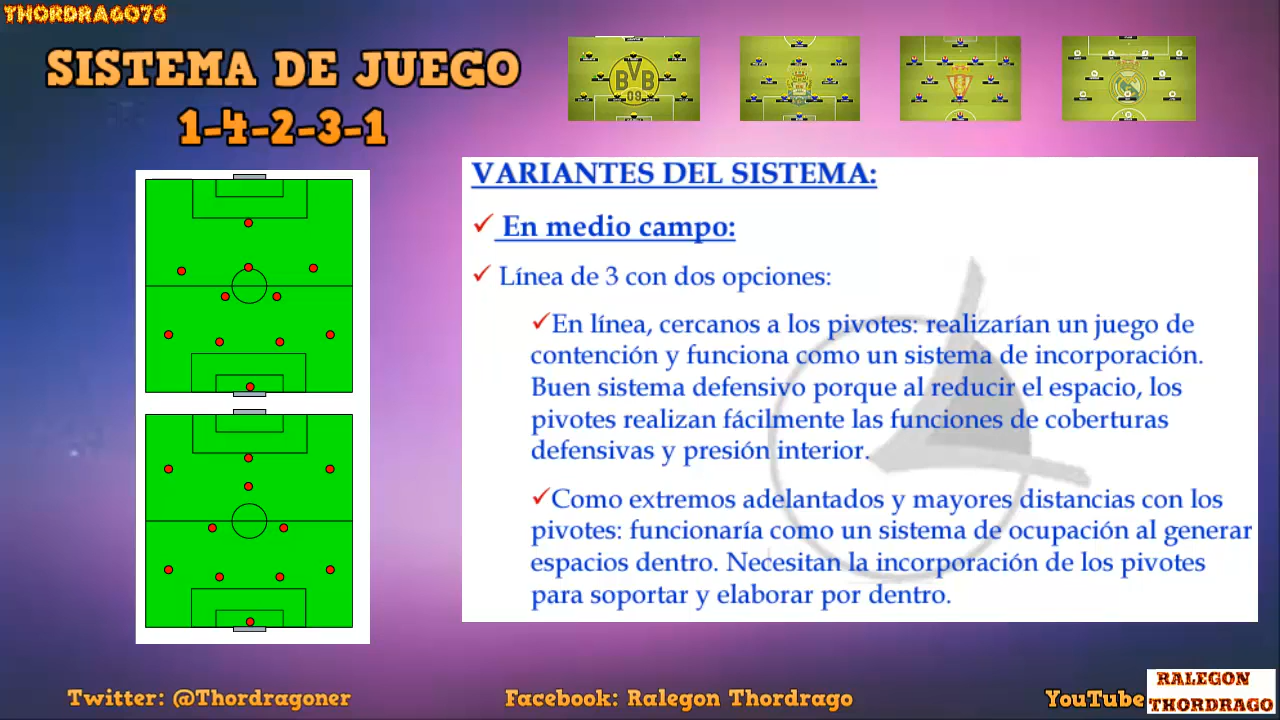 THORDRAGO76
SISTEMA DE JUEGO
1-4-2-3-1
BVB
09
VARIANTES DEL SISTEMA:
En medio campo:
Línea de 3 con dos opciones:
En línea, cercanos a los pivotes: realizarían un juego de
contención y funciona como un sistema de incorporación.
Buen sistema defensivo porque al reducir el espacio, los
pivotes realizan fácilmente las funciones de coberturas
defensivas y presión interior.
Como extremos adelantados y mayores distancias con los
pivotes: funcionaría como un sistema de ocupación al generar
espacios dentro. Necesitan la incorporación de los pivotes
para soportar y elaborar por dentro.
Twitter: @Thordragoner
Facebook: Ralegon Thordrago
YouTube
RALEGON
THORDRAGO